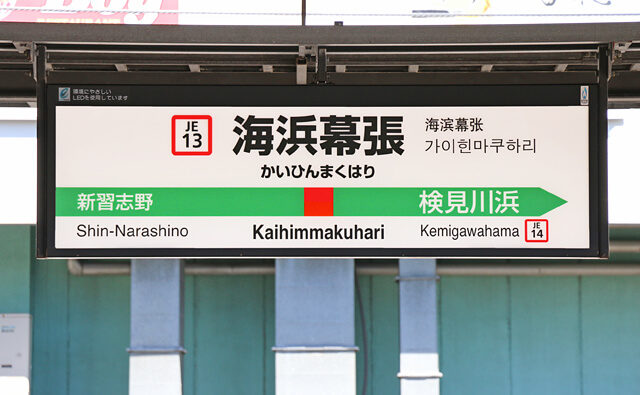 環境にやさしい
LEDを使用しています
JE
13
海浜幕張
かいひんまくはり
海滨幕张
가이힌마쿠하리
新習志野
検見川浜
Shin-Narashino
Kaihimmakuhari
Kemigawahama
JE
14